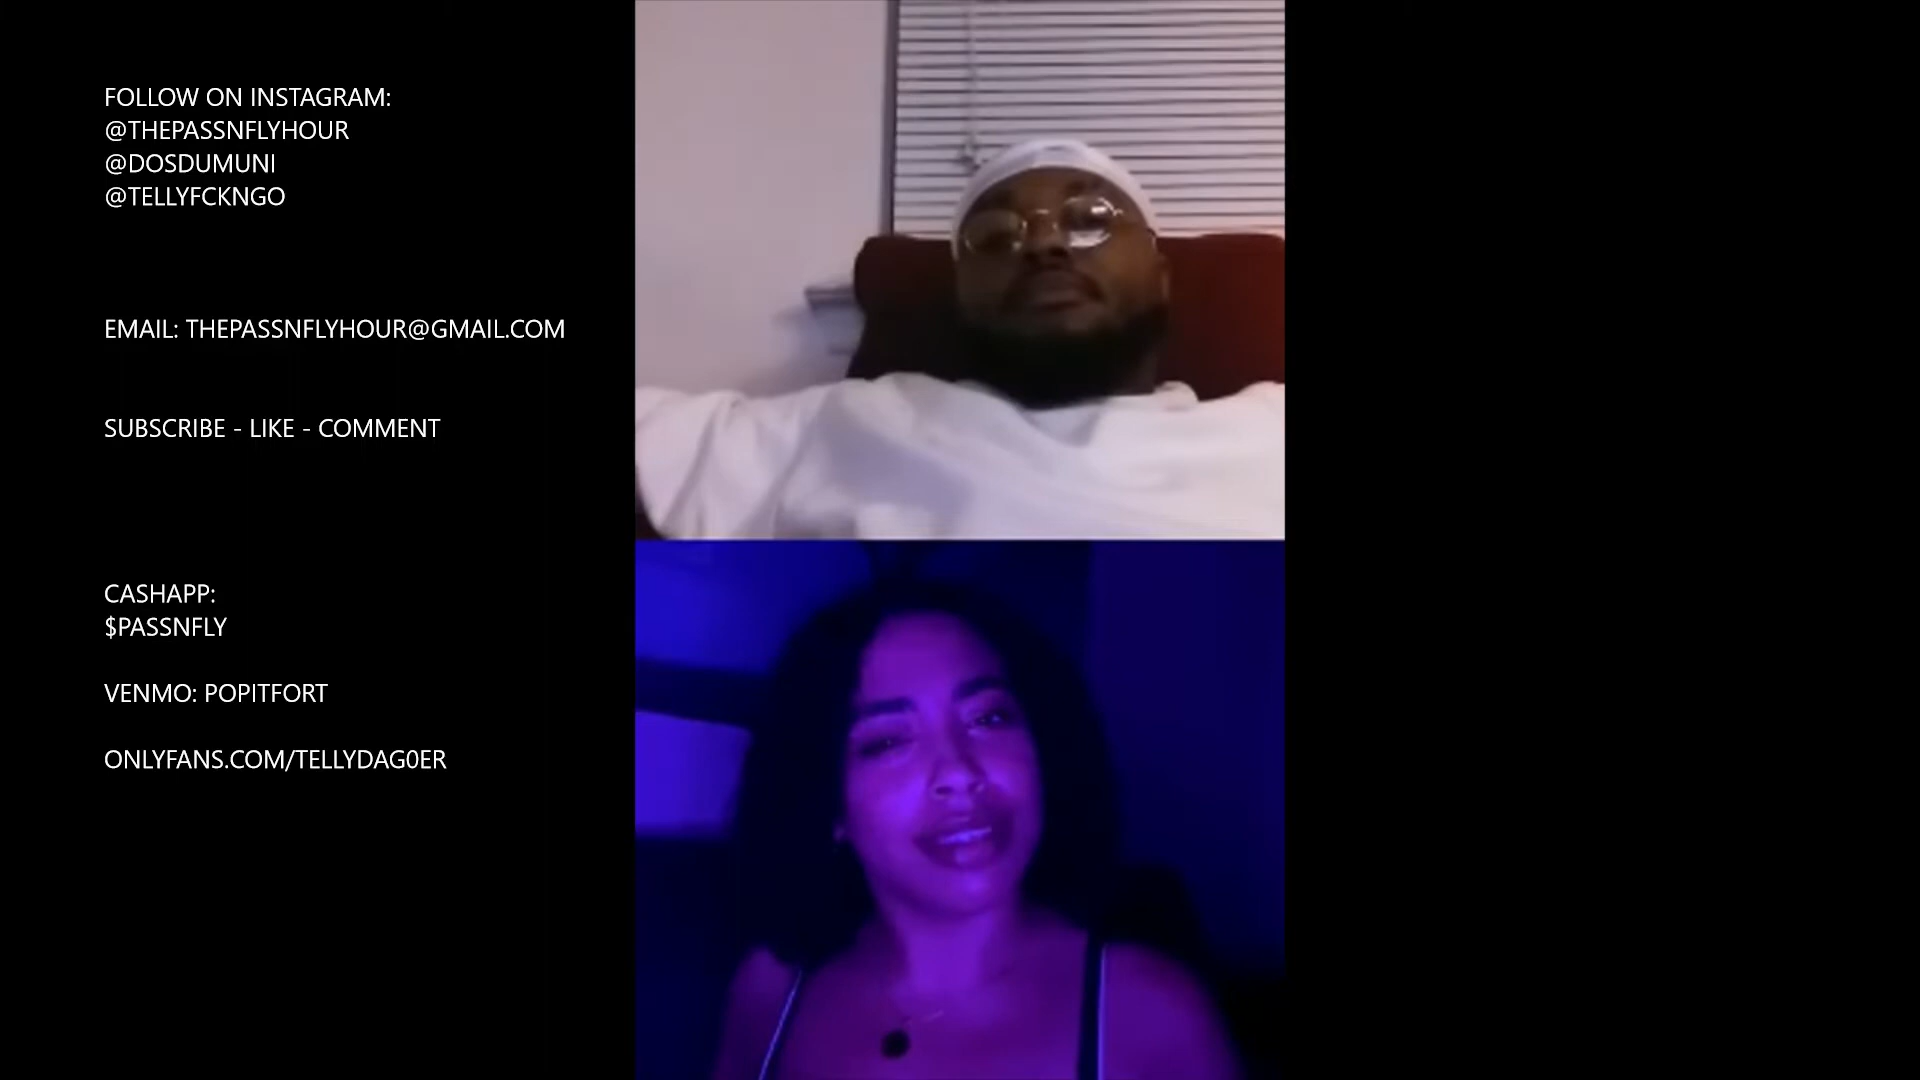 FOLLOW ON INSTAGRAM:
@THEPASSNFLYHOUR
@DOSDUMUNI
@TELLYFCKNGO
EMAIL: THEPASSNFLYHOUR@GMAIL.COM
SUBSCRIBE - LIKE - COMMENT
CASHAPP:
$PASSNFLY
VENMO: POPITFORT
ONLYFANS.COM/TELLYDAG0ER